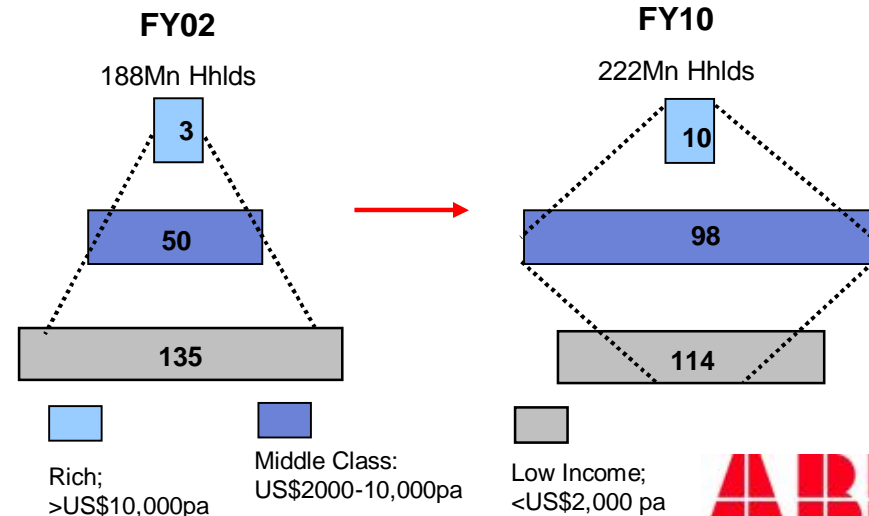 FY02
188Mn Hhlds
3
50
135
FY10
222Mn Hhlds
10
98
114
Rich;
>US$10,000pa
Middle Class:
US$2000-10,000pa
Low Income;
<US$2,000 pa